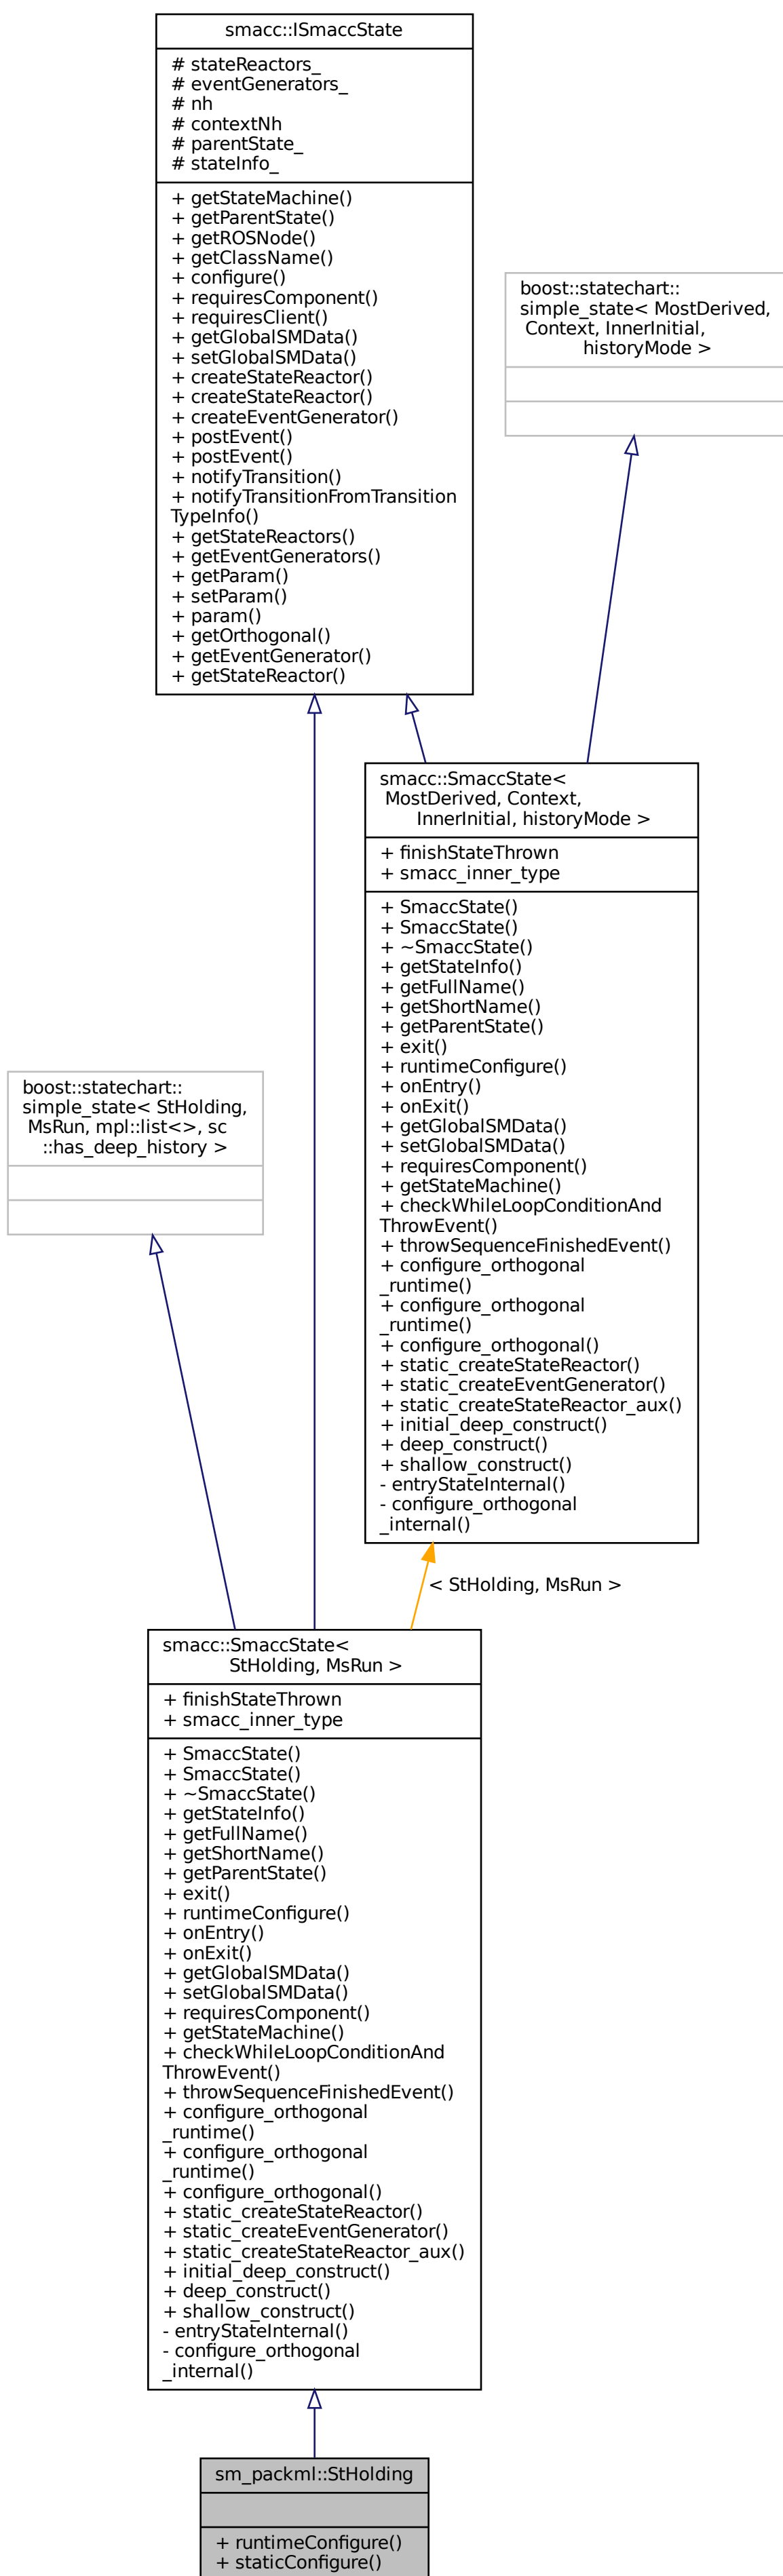 smacc::ISmaccState
# stateReactors_
# eventGenerators_
# nh
# contextNh
# parentState_
# stateInfo_
+ getStateMachine()
+ getParentState()
+ getROSNode()
+ getClassName()
+ configure()
+ requiresComponent()
+ requiresClient()
+ getGlobalSMData()
+ setGlobalSMData()
+ createStateReactor()
+ createStateReactor()
+ createEventGenerator()
+ postEvent()
+ postEvent()
+ notifyTransition()
+ notifyTransitionFromTransition
TypeInfo()
+ getStateReactors()
+ getEventGenerators()
+ getParam()
+ setParam()
+ param()
+ getOrthogonal()
+ getEventGenerator()
+ getStateReactor()
boost::statechart::
simple_state< MostDerived,
Context, InnerInitial,
historyMode >
smacc::SmaccState<
MostDerived, Context,
InnerInitial, historyMode >
+ finishStateThrown
+ smacc_inner_type
+ SmaccState()
+ SmaccState()
+ ~SmaccState()
+ getStateInfo()
+ getFullName()
+ getShortName()
+ getParentState()
+ exit()
+ runtimeConfigure()
+ onEntry()
+ onExit()
+ getGlobalSMData()
+ setGlobalSMData()
+ requiresComponent()
+ getStateMachine()
+ checkWhileLoopConditionAnd
ThrowEvent()
+ throwSequenceFinishedEvent()
+ configure_orthogonal
_runtime()
+ configure_orthogonal
_runtime()
+ configure_orthogonal()
+ static_createStateReactor()
+ static_createEventGenerator()
+ static_createStateReactor_aux()
+ initial_deep_construct()
+ deep_construct()
+ shallow_construct()
- entryStateInternal()
- configure_orthogonal
_internal()
boost::statechart::
simple_state< StHolding,
MsRun, mpl::list<>, sc
::has_deep_history >
< StHolding, MsRun >
smacc::SmaccState<
StHolding, MsRun >
+ finishStateThrown
+ smacc_inner_type
+ SmaccState()
+ SmaccState()
+ ~SmaccState()
+ getStateInfo()
+ getFullName()
+ getShortName()
+ getParentState()
+ exit()
+ runtimeConfigure()
+ onEntry()
+ onExit()
+ getGlobalSMData()
+ setGlobalSMData()
+ requiresComponent()
+ getStateMachine()
+ checkWhileLoopConditionAnd
ThrowEvent()
+ throwSequenceFinishedEvent()
+ configure_orthogonal
_runtime()
+ configure_orthogonal
_runtime()
+ configure_orthogonal()
+ static_createStateReactor()
+ static_createEventGenerator()
+ static_createStateReactor_aux()
+ initial_deep_construct()
+ deep_construct()
+ shallow_construct()
- entryStateInternal()
- configure_orthogonal
_internal()
sm_packml::StHolding
+ runtimeConfigure()
+ staticConfigure()